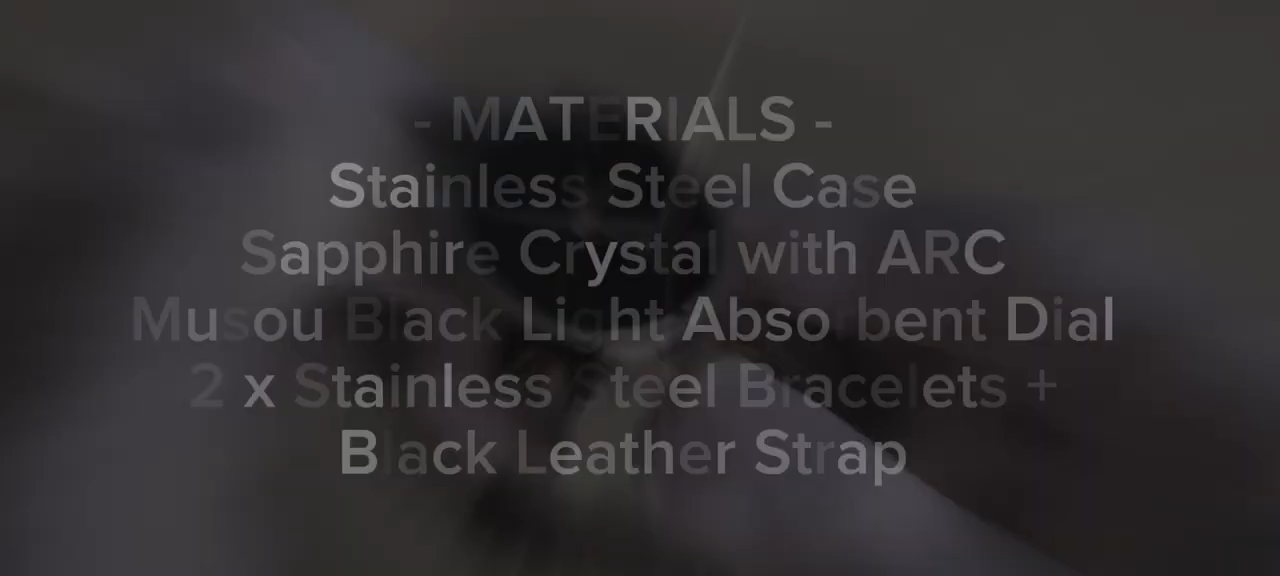 - MATERIALS -
Stainless Steel Case
Sapphire Crystal with ARC
Musou Black Light Absorbent Dial
2 x Stainless Steel Bracelets +
Black Leather Strap